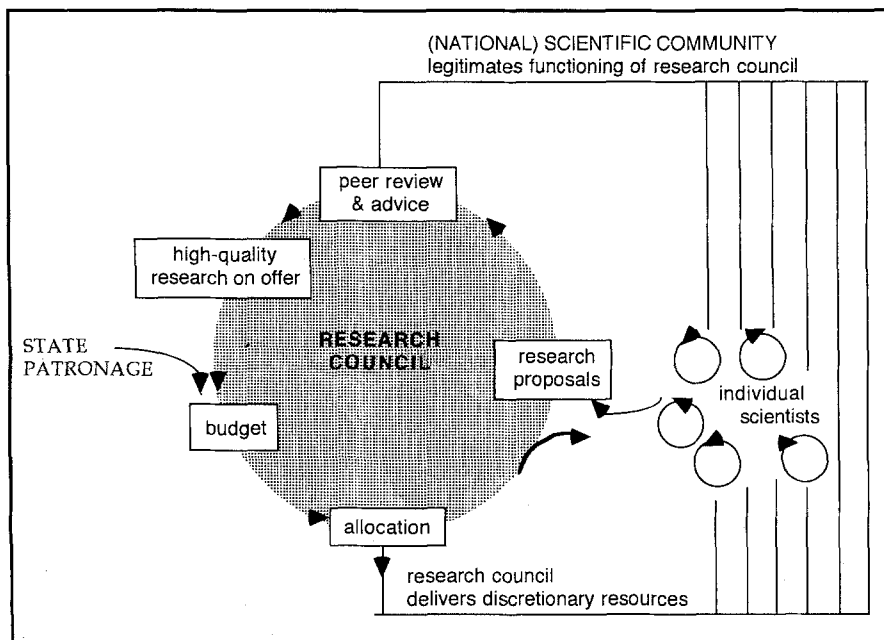 (NATIONAL) SCIENTIFIC COMMUNITY
legitimates functioning of research council
peer review
& advice
high-quality
research on offer
RESEARCH
COUNCIL
STATE
PATRONAGE
research
proposals
individual
scientists
budget
allocation
research council
delivers discretionary resources